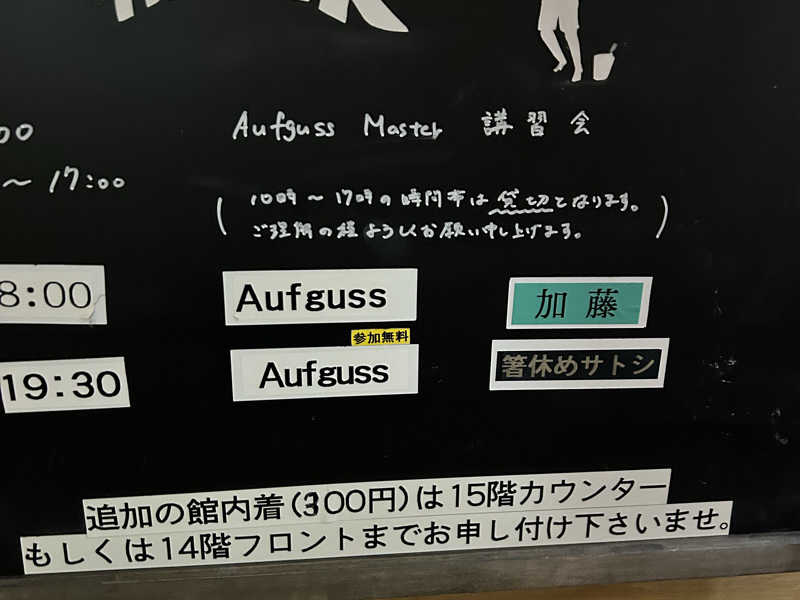 00 Aufguss Master 講習会
～ 17:00
(10時～17時の時間帯は貸切となります。
ご理解の程よろしくお願い申し上げます。)
8:00 Aufguss 加藤
参加無料
19:30 Aufguss 箸休めサトシ
追加の館内着(300円)は15階カウンター
もしくは14階フロントまでお申し付け下さいませ。